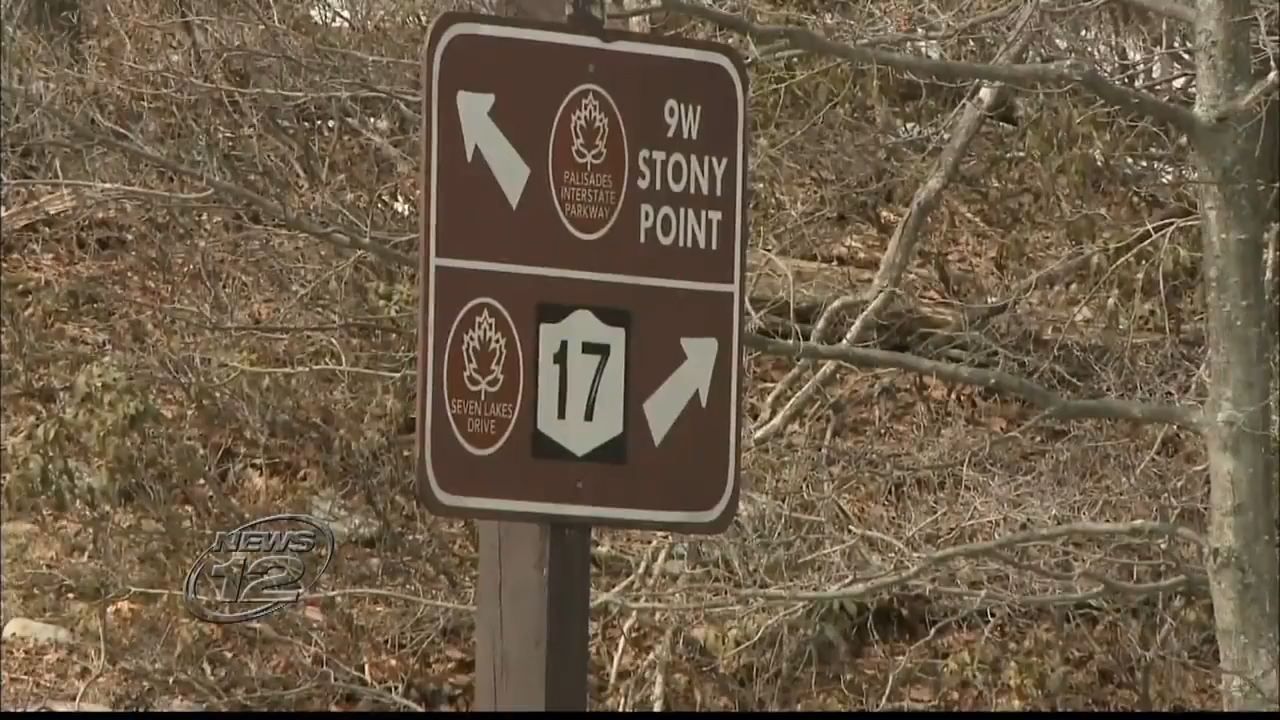 PALISADES
INTERSTATE
PARKWAY
9W
STONY
POINT
SEVEN LAKES
DRIVE
17
NEWS
12